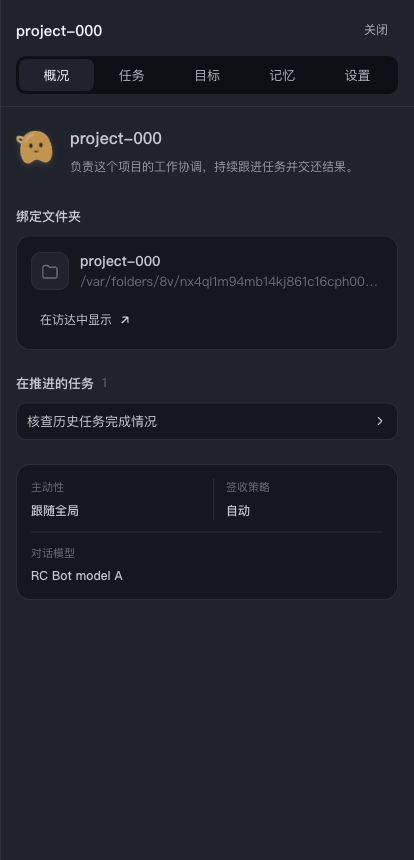 project-000
关闭
概况
任务
目标
记忆
设置
project-000
负责这个项目的工作协调，持续跟进任务并交还结果。
绑定文件夹
project-000
/var/folders/8v/nx4ql1m94mb14kj861c16cph00...
在访达中显示
在推进的任务 1
核查历史任务完成情况
主动性
签收策略
跟随全局
自动
对话模型
RC Bot model A